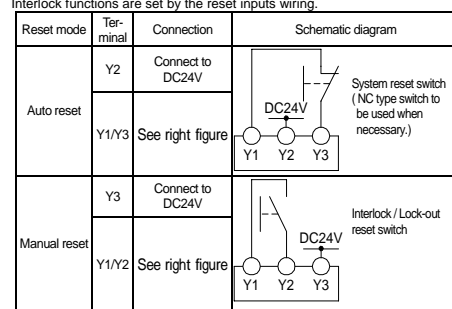 Interlock functions are set by the reset inputs wiring.
Reset mode
Ter-
minal
Connection
Schematic diagram
Auto reset
Y2
Connect to
DC24V
Y1/Y3
See right figure
DC24V
Y1 Y2 Y3
System reset switch
( NC type switch to
be used when
necessary.)
Manual reset
Y3
Connect to
DC24V
Y1/Y2
See right figure
DC24V
Y1 Y2 Y3
Interlock / Lock-out
reset switch